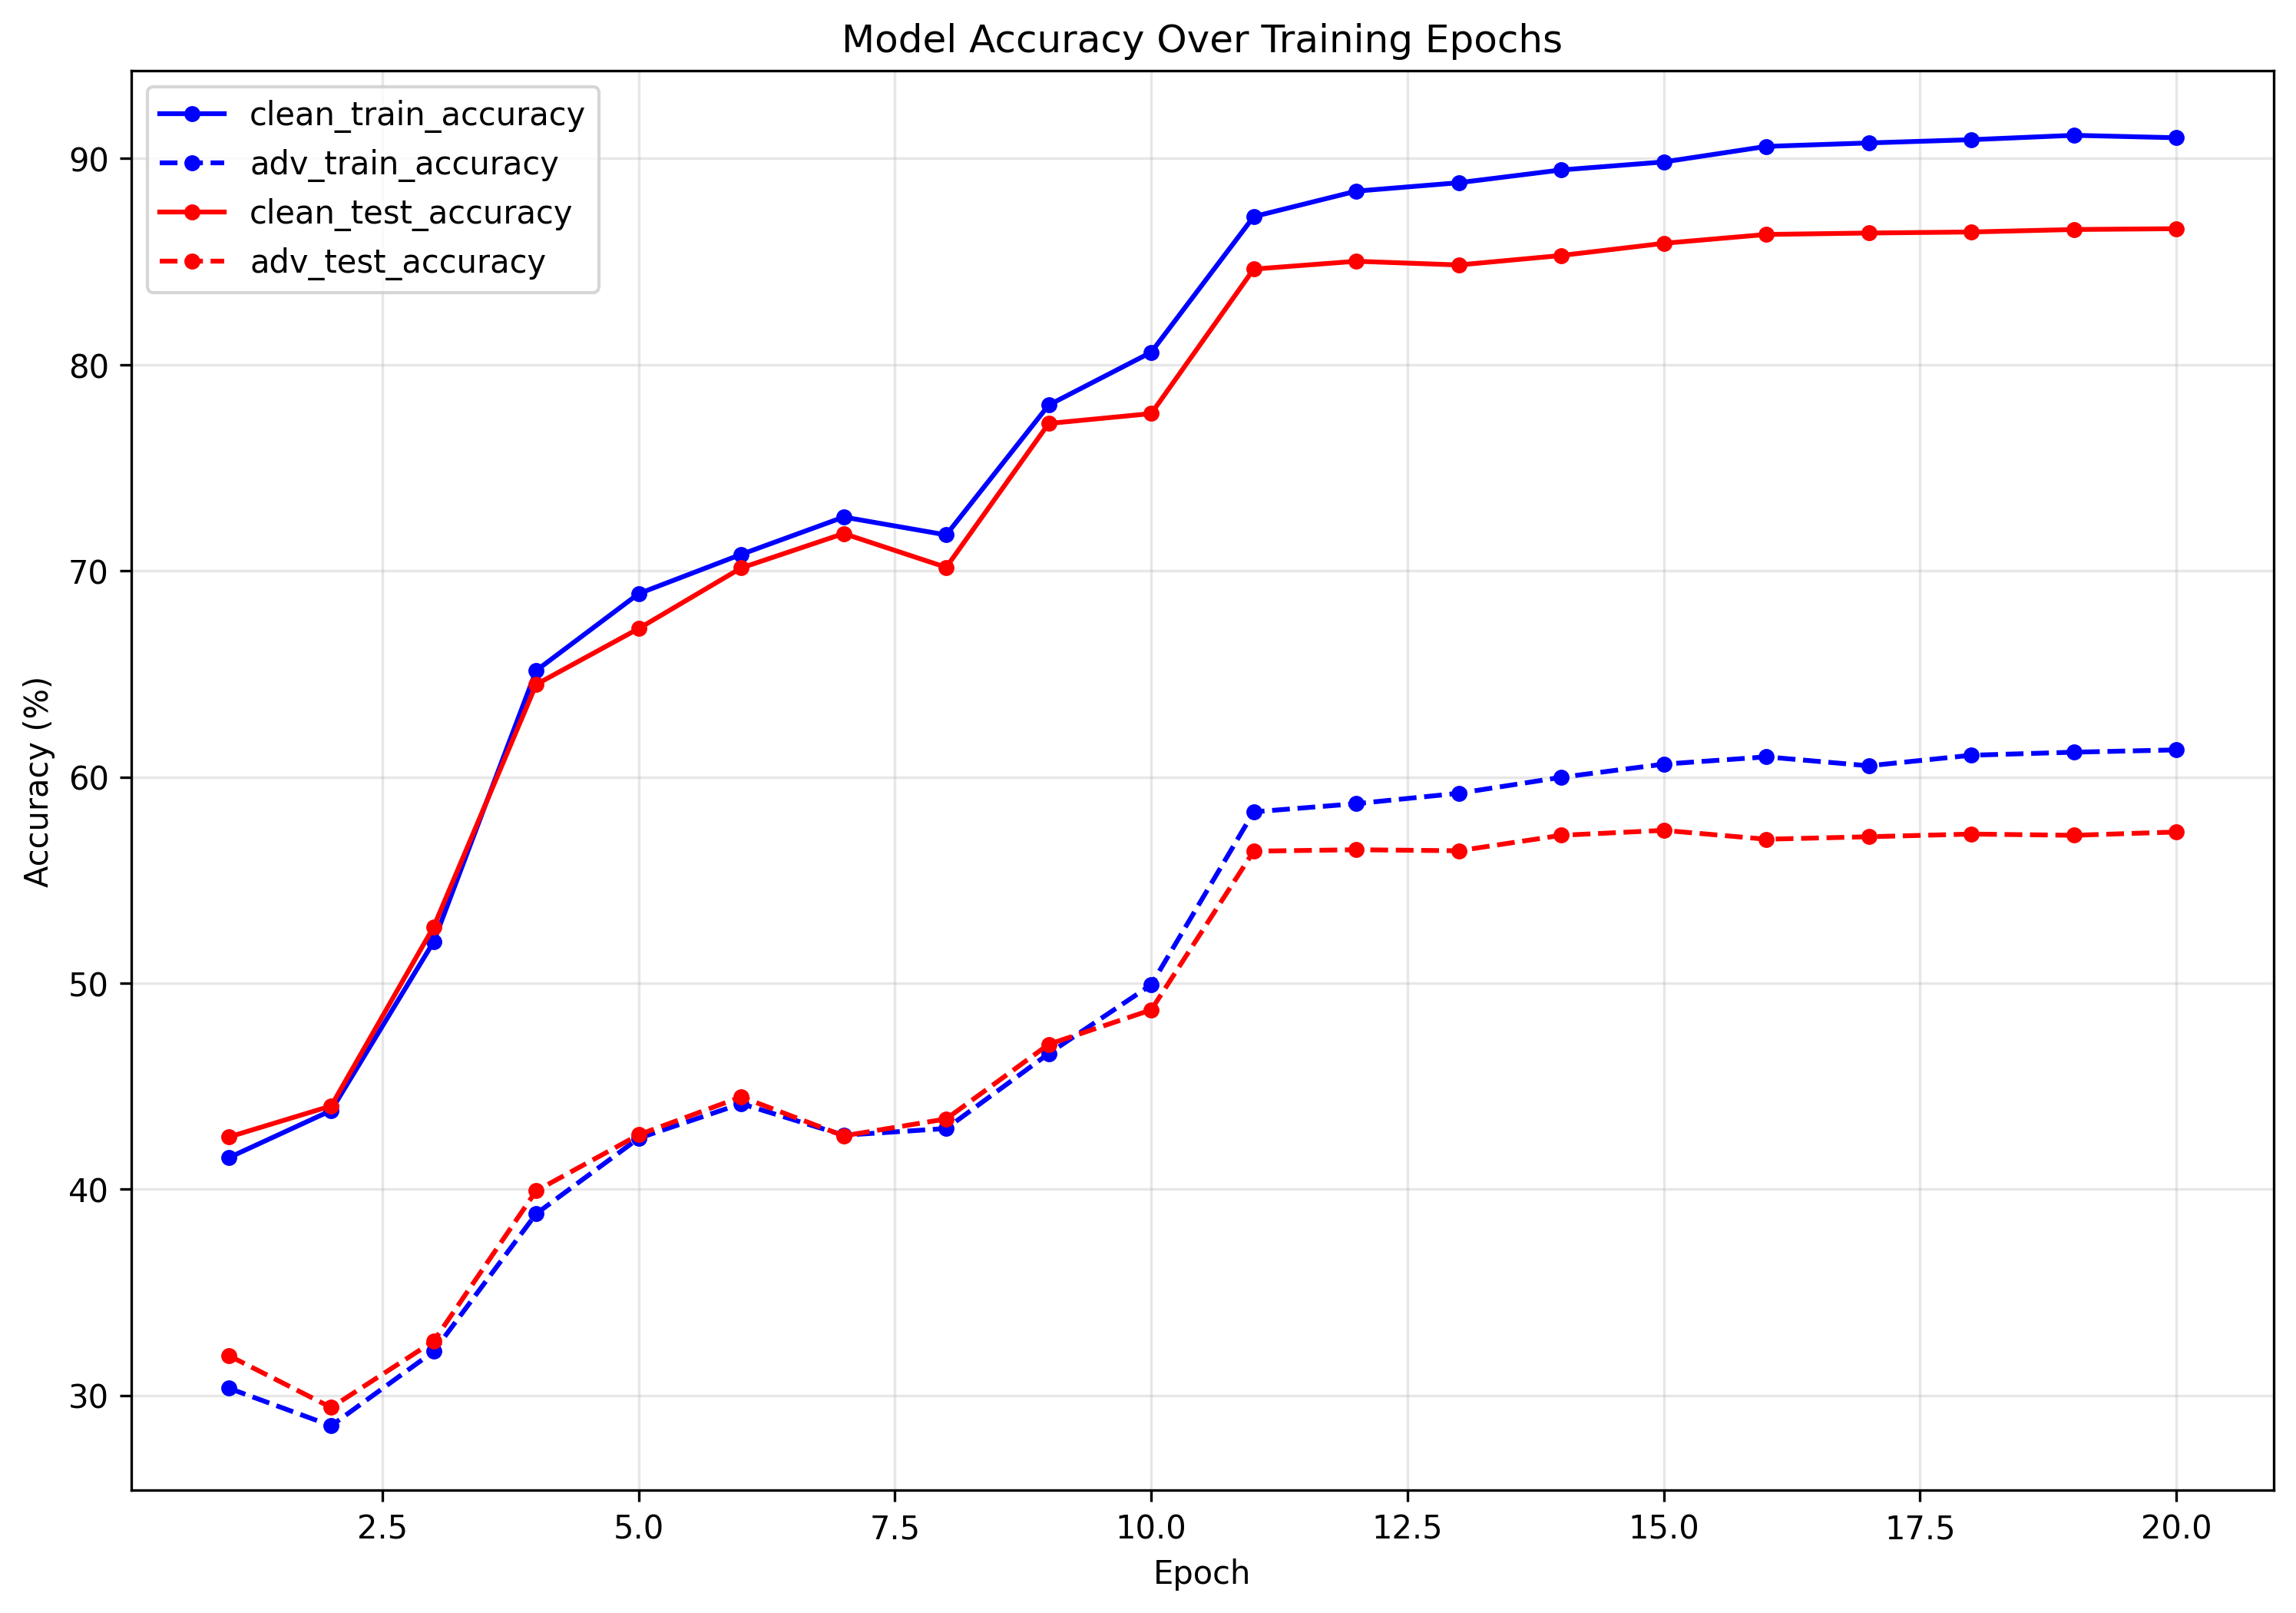 Model Accuracy Over Training Epochs
clean_train_accuracy
adv_train_accuracy
clean_test_accuracy
adv_test_accuracy
Accuracy (%)
90
80
70
60
50
40
30
2.5 5.0 7.5 10.0 12.5 15.0 17.5 20.0
Epoch